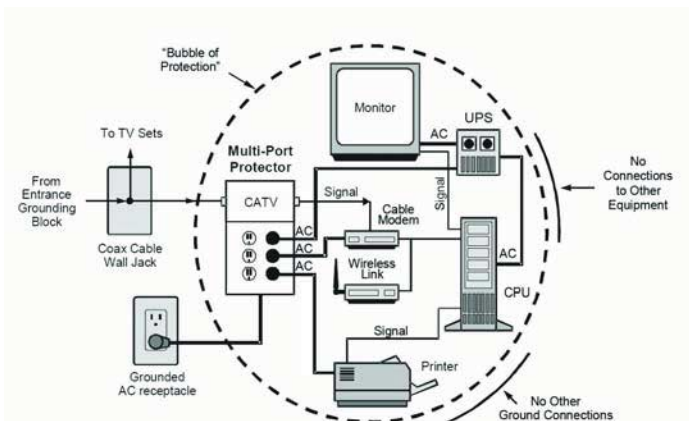 "Bubble of
Protection"
Monitor
UPS
AC
To TV Sets
Multi-Port
Protector
No
Connections
to Other
Equipment
From
Entrance
Grounding
Block
CATV
Signal
Signal
Cable
Modem
Coax Cable
Wall Jack
AC
AC
AC
Wireless
Link
AC
CPU
Signal
Printer
Grounded
AC receptacle
No Other
Ground Connections